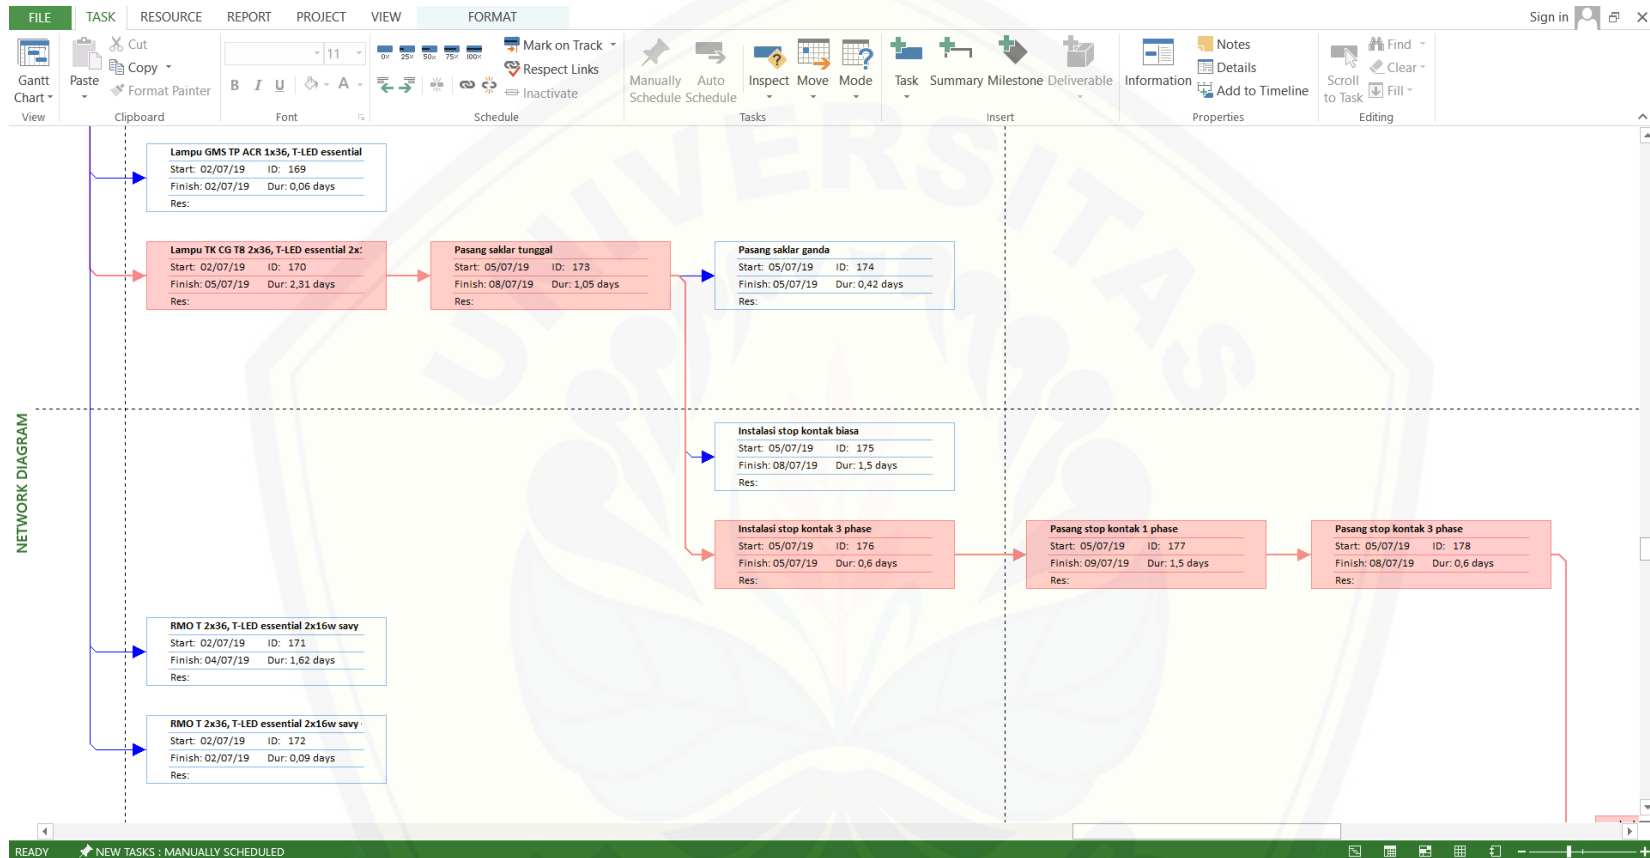 FILE TASK RESOURCE REPORT PROJECT VIEW FORMAT Sign in
Gantt Chart
View
Paste
Cut
Copy
Format Painter
Clipboard
11
B I U A
Font
0% 25% 50% 75% 100%
Mark on Track
Respect Links
Inactivate
Schedule
Manually Schedule
Auto Schedule
Inspect
Move
Mode
Tasks
Task
Summary
Milestone
Deliverable
Insert
Information
Notes
Details
Add to Timeline
Properties
Scroll to Task
Find
Clear
Fill
Editing
UNIVERSITAS
NETWORK DIAGRAM
Lampu GMS TP ACR 1x36, T-LED essential
Start: 02/07/19 ID: 169
Finish: 02/07/19 Dur: 0,06 days
Res:
Lampu TK CG T8 2x36, T-LED essential 2x
Start: 02/07/19 ID: 170
Finish: 05/07/19 Dur: 2,31 days
Res:
Pasang saklar tunggal
Start: 05/07/19 ID: 173
Finish: 08/07/19 Dur: 1,05 days
Res:
Pasang saklar ganda
Start: 05/07/19 ID: 174
Finish: 05/07/19 Dur: 0,42 days
Res:
Instalasi stop kontak biasa
Start: 05/07/19 ID: 175
Finish: 08/07/19 Dur: 1,5 days
Res:
Instalasi stop kontak 3 phase
Start: 05/07/19 ID: 176
Finish: 05/07/19 Dur: 0,6 days
Res:
Pasang stop kontak 1 phase
Start: 05/07/19 ID: 177
Finish: 09/07/19 Dur: 1,5 days
Res:
Pasang stop kontak 3 phase
Start: 05/07/19 ID: 178
Finish: 08/07/19 Dur: 0,6 days
Res:
RMO T 2x36, T-LED essential 2x16w savy
Start: 02/07/19 ID: 171
Finish: 04/07/19 Dur: 1,62 days
Res:
RMO T 2x36, T-LED essential 2x16w savy
Start: 02/07/19 ID: 172
Finish: 02/07/19 Dur: 0,09 days
Res:
READY NEW TASKS : MANUALLY SCHEDULED